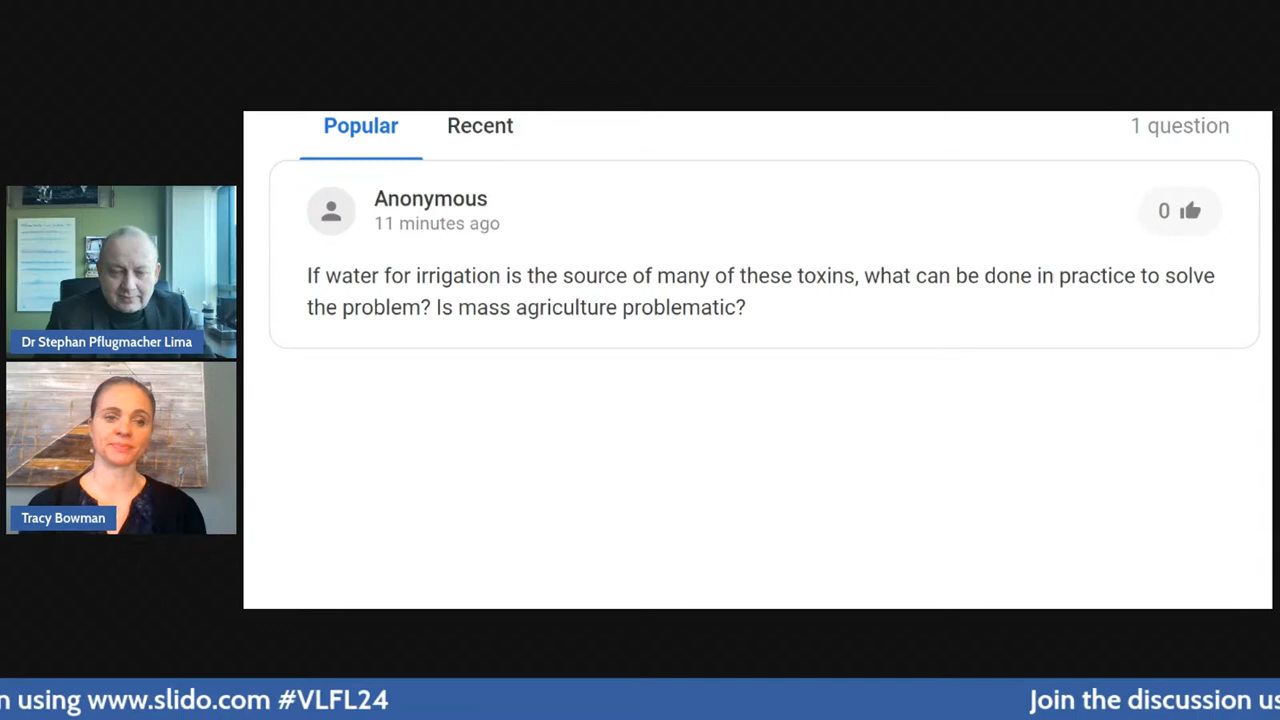 Popular
Recent
1 question
Anonymous
11 minutes ago
0
If water for irrigation is the source of many of these toxins, what can be done in practice to solve
the problem? Is mass agriculture problematic?
Dr Stephan Pflugmacher Lima
Tracy Bowman
n using www.slido.com #VLFL24
Join the discussion us